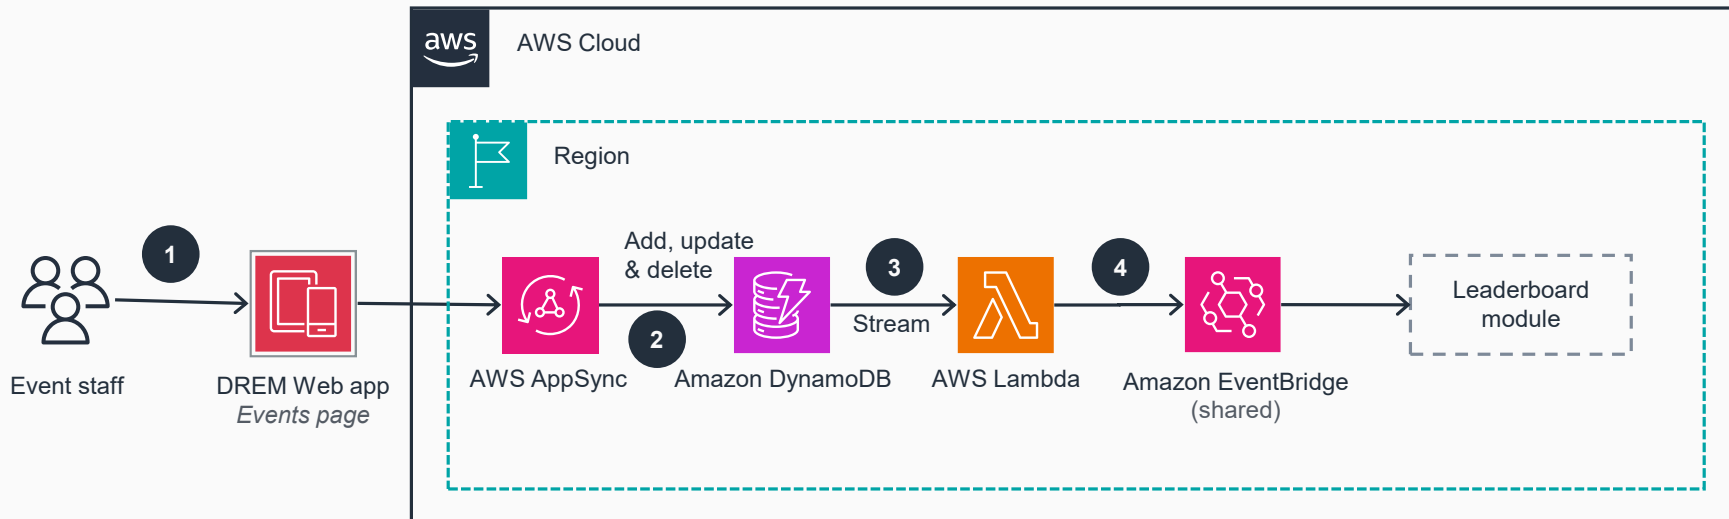 aws
AWS Cloud
Region
1
Add, update
& delete
3
4
Leaderboard
module
Stream
2
Event staff
DREM Web app
Events page
AWS AppSync
Amazon DynamoDB
AWS Lambda
Amazon EventBridge
(shared)